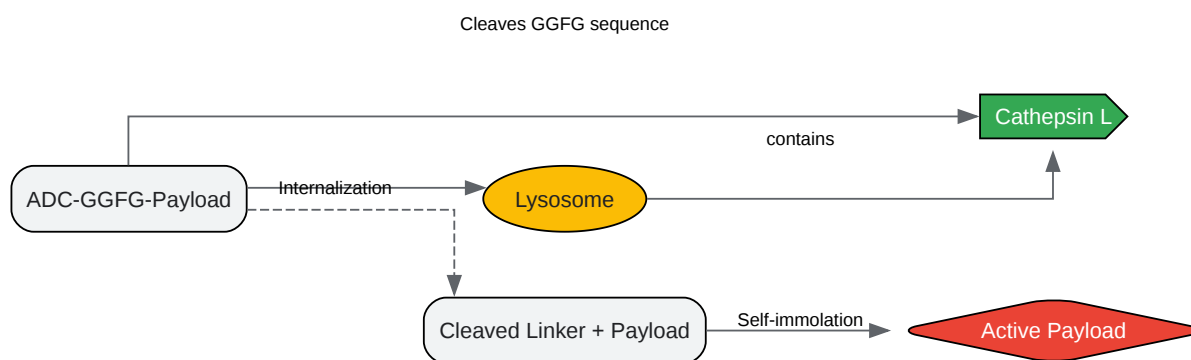 Cleaves GGFG sequence
Cathepsin L
contains
ADC-GGFG-Payload
Internalization
Lysosome
Cleaved Linker + Payload
Self-immolation
Active Payload